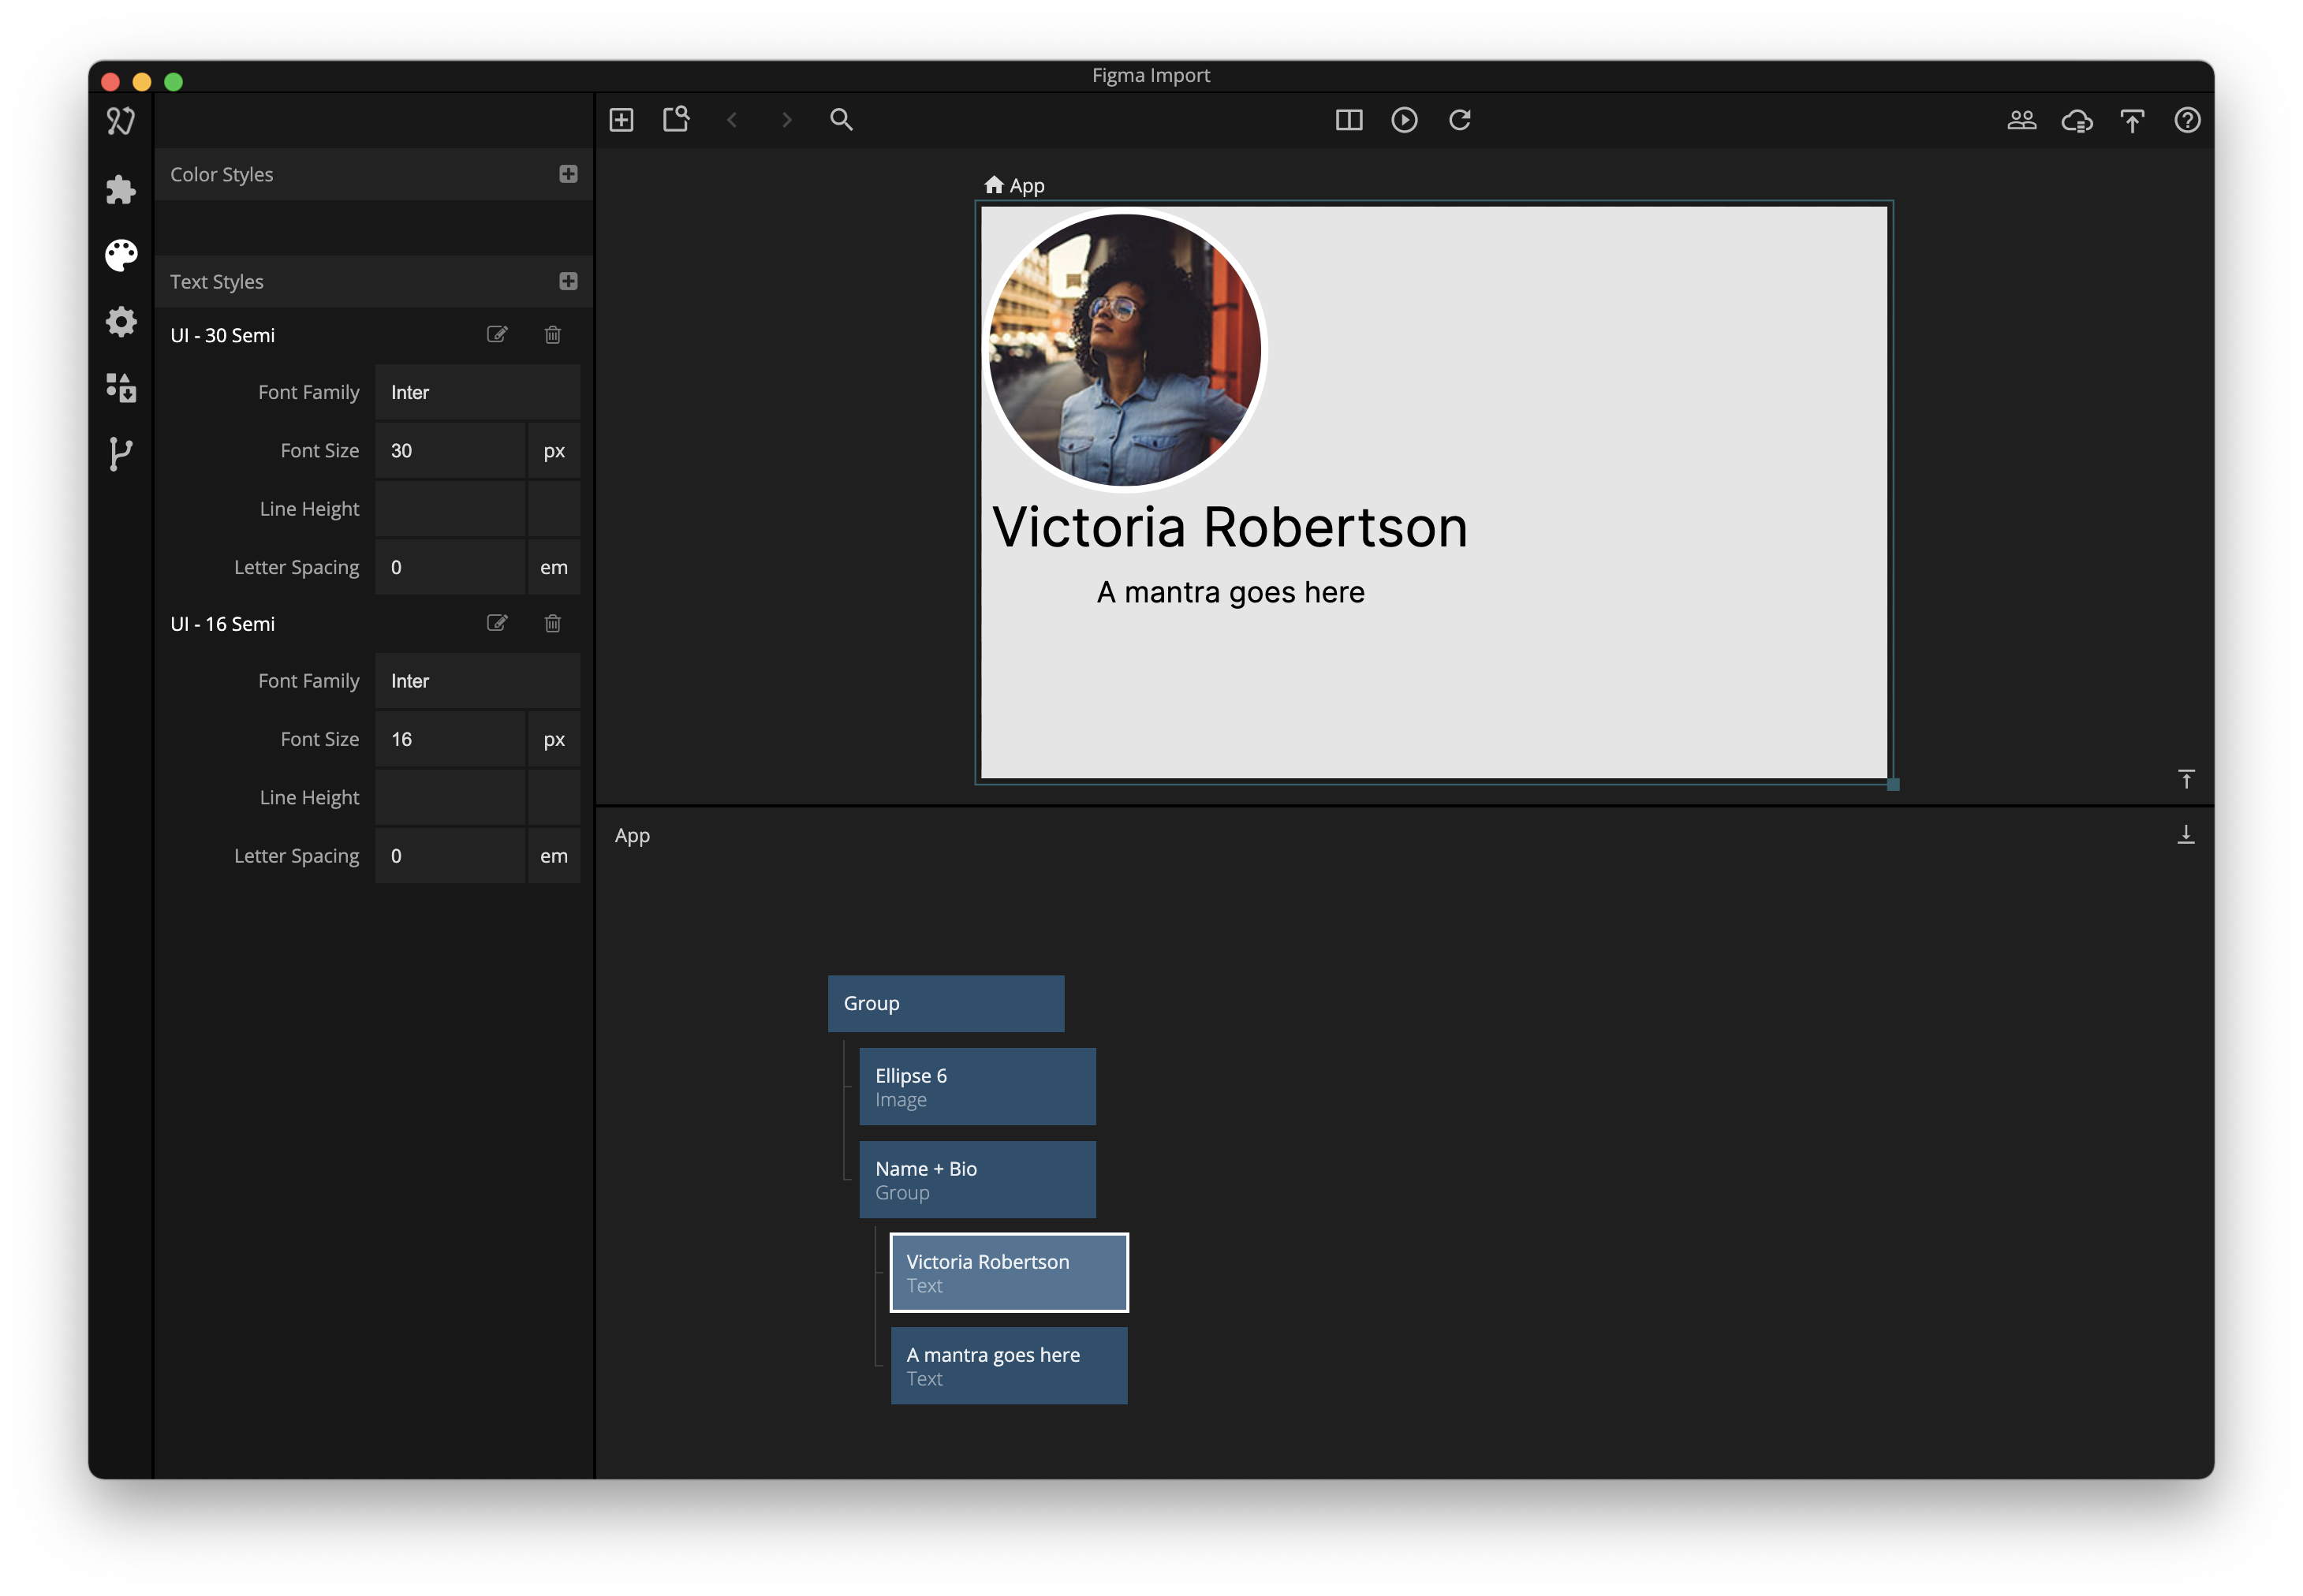 Figma Import
Color Styles
Text Styles
UI - 30 Semi
Font Family Inter
Font Size 30 px
Line Height
Letter Spacing 0 em
UI - 16 Semi
Font Family Inter
Font Size 16 px
Line Height
Letter Spacing 0 em
App
Victoria Robertson
A mantra goes here
App
Group
Ellipse 6
Image
Name + Bio
Group
Victoria Robertson
Text
A mantra goes here
Text